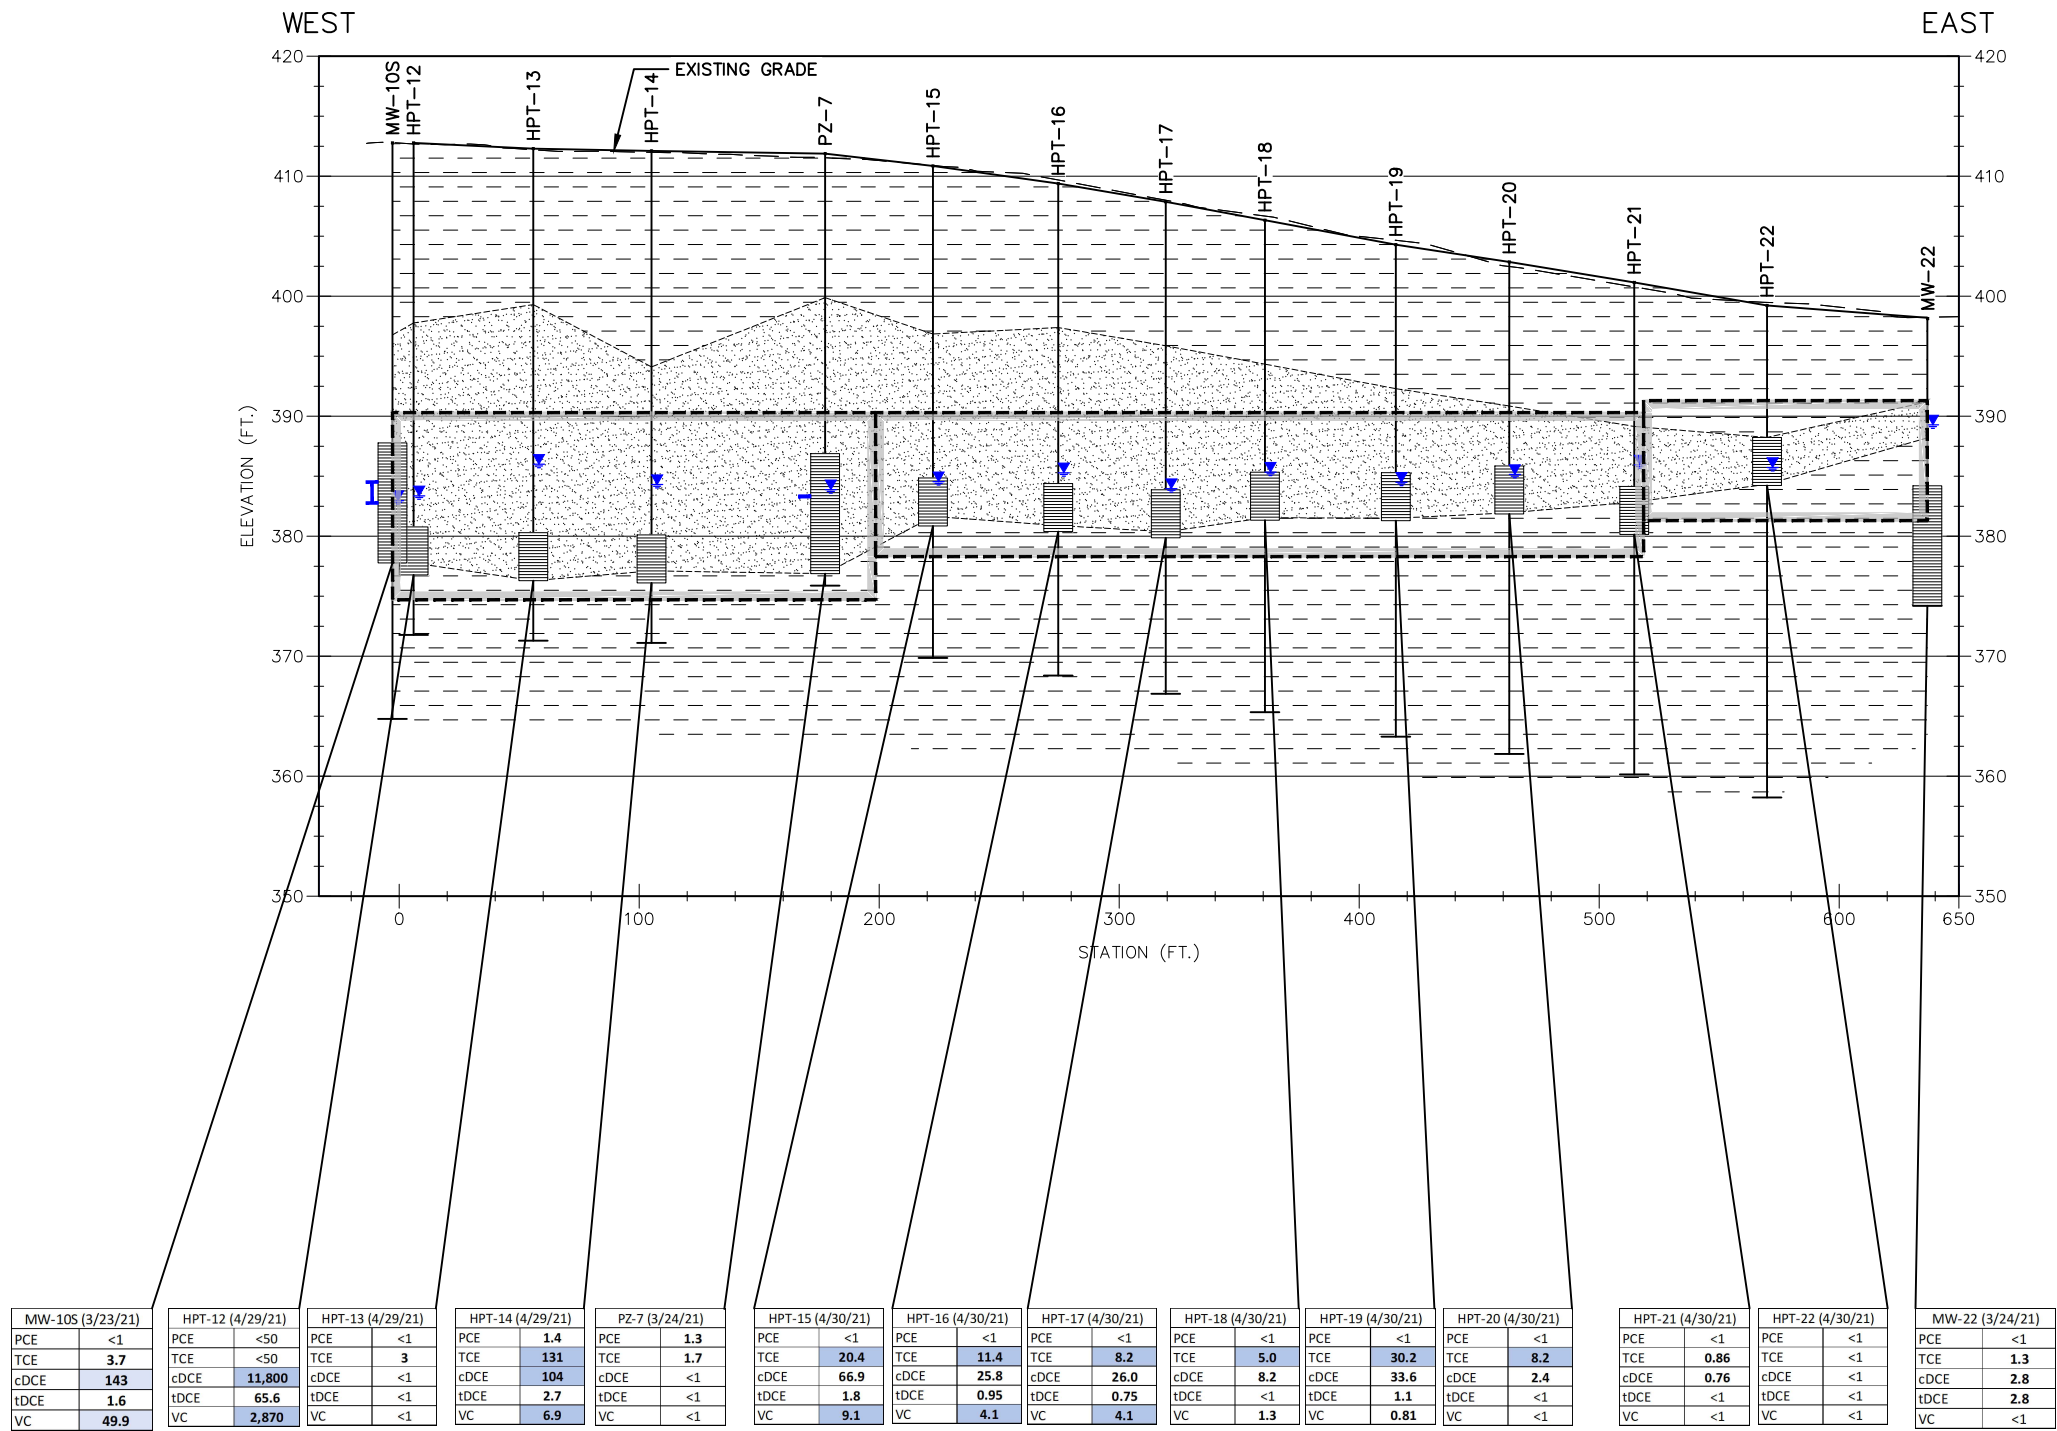 WEST
EAST
420
410
400
390
380
370
360
350
ELEVATION (FT.)
MW-10S
HPT-12
HPT-13
HPT-14
EXISTING GRADE
PZ-7
HPT-15
HPT-16
HPT-17
HPT-18
HPT-19
HPT-20
HPT-21
HPT-22
MW-22
420
410
400
390
380
370
360
350
0 100 200 300 400 500 600 650
STATION (FT.)
MW-10S (3/23/21)
PCE <1
TCE 3.7
cDCE 143
tDCE 1.6
VC 49.9
HPT-12 (4/29/21)
PCE <50
TCE <50
cDCE 11,800
tDCE 65.6
VC 2,870
HPT-13 (4/29/21)
PCE <1
TCE 3
cDCE <1
tDCE <1
VC <1
HPT-14 (4/29/21)
PCE 1.4
TCE 131
cDCE 104
tDCE 2.7
VC 6.9
PZ-7 (3/24/21)
PCE 1.3
TCE 1.7
cDCE <1
tDCE <1
VC <1
HPT-15 (4/30/21)
PCE <1
TCE 20.4
cDCE 66.9
tDCE 1.8
VC 9.1
HPT-16 (4/30/21)
PCE <1
TCE 11.4
cDCE 25.8
tDCE 0.95
VC 4.1
HPT-17 (4/30/21)
PCE <1
TCE 8.2
cDCE 26.0
tDCE 0.75
VC 4.1
HPT-18 (4/30/21)
PCE <1
TCE 5.0
cDCE 8.2
tDCE <1
VC 1.3
HPT-19 (4/30/21)
PCE <1
TCE 30.2
cDCE 33.6
tDCE 1.1
VC 0.81
HPT-20 (4/30/21)
PCE <1
TCE 8.2
cDCE 2.4
tDCE <1
VC <1
HPT-21 (4/30/21)
PCE <1
TCE 0.86
cDCE 0.76
tDCE <1
VC <1
HPT-22 (4/30/21)
PCE <1
TCE <1
cDCE <1
tDCE <1
VC <1
MW-22 (3/24/21)
PCE <1
TCE 1.3
cDCE 2.8
tDCE 2.8
VC <1